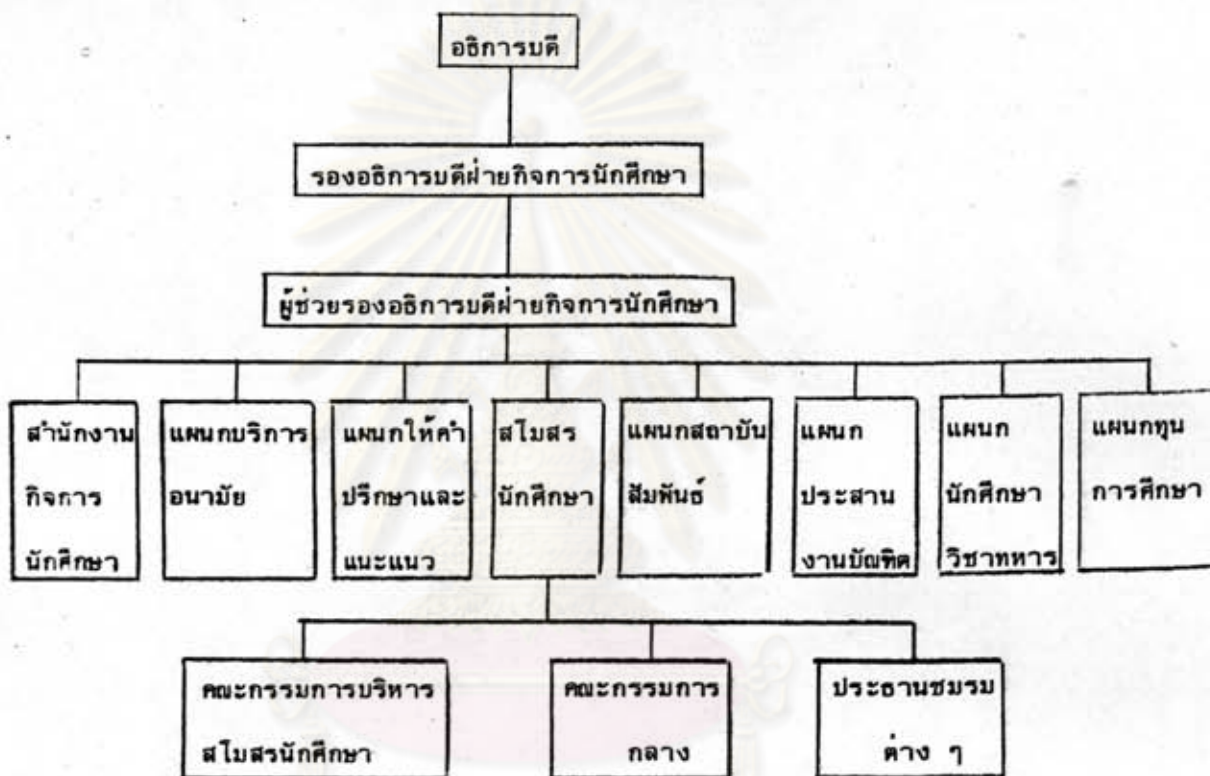 อธิการบดี
รองอธิการบดีฝ่ายกิจการนักศึกษา
ผู้ช่วยรองอธิการบดีฝ่ายกิจการนักศึกษา
สำนักงาน
กิจการ
นักศึกษา
แผนกบริการ
อนามัย
แผนกให้คำ
ปรึกษาและ
แนะแนว
สโมสร
นักศึกษา
แผนกสถาบัน
สัมพันธ์
แผนก
ประสาน
งานบัณฑิต
แผนก
นักศึกษา
วิชาทหาร
แผนกทุน
การศึกษา
คณะกรรมการบริหาร
สโมสรนักศึกษา
คณะกรรมการ
กลาง
ประธานชมรม
ต่าง ๆ